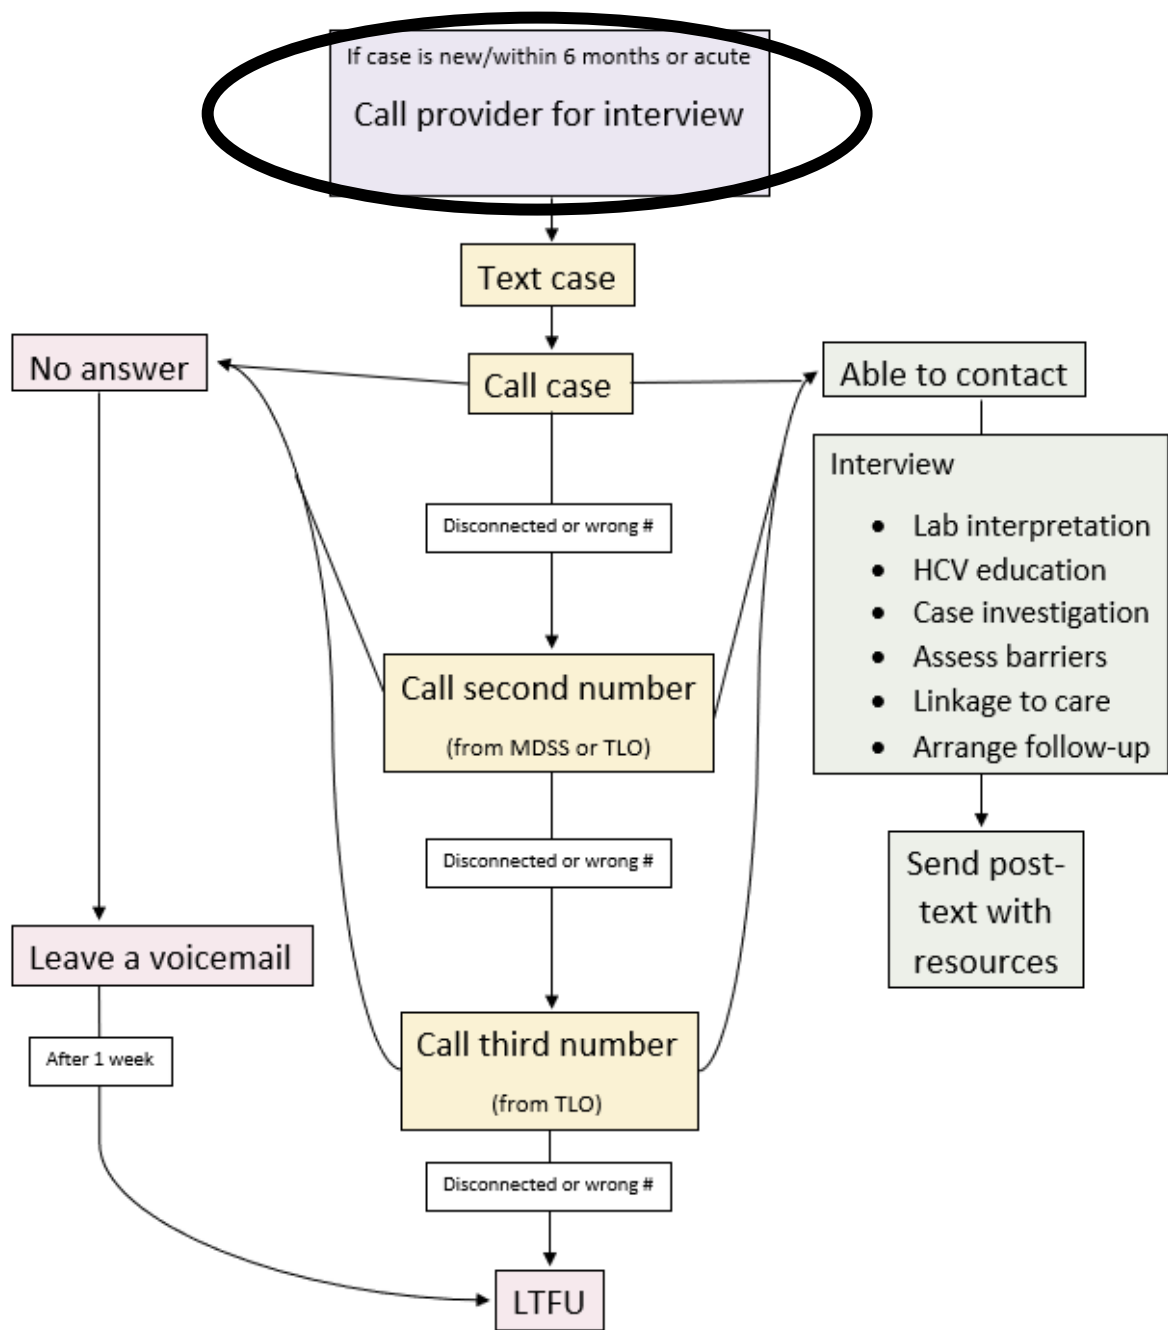 If case is new/within 6 months or acute
Call provider for interview
Text case
No answer
Call case
Able to contact
Interview
• Lab interpretation
• HCV education
• Case investigation
• Assess barriers
• Linkage to care
• Arrange follow-up
Disconnected or wrong #
Call second number
(from MDSS or TLO)
Disconnected or wrong #
Send post-
text with
resources
Leave a voicemail
After 1 week
Call third number
(from TLO)
Disconnected or wrong #
LTFU